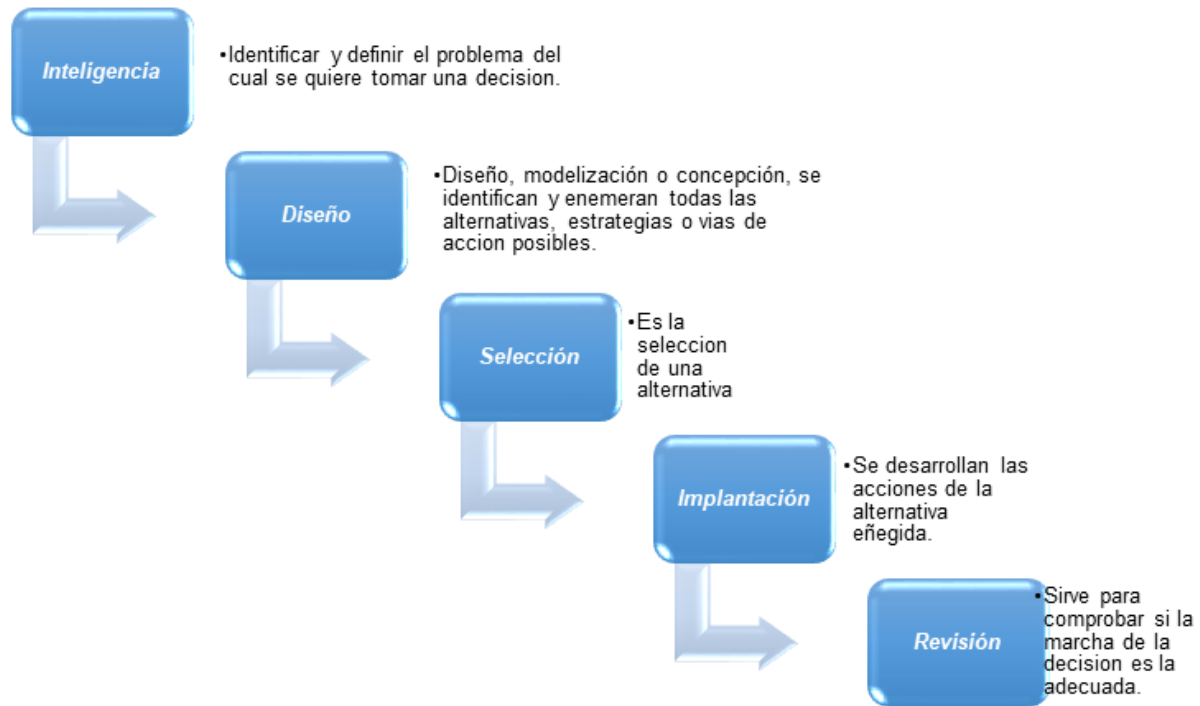 Inteligencia
•Identificar y definir el problema del
cual se quiere tomar una decision.
Diseño
•Diseño, modelización o concepción, se
identifican y enemeran todas las
alternativas, estrategias o vias de
accion posibles.
Selección
•Es la
seleccion
de una
alternativa
Implantación
•Se desarrollan las
acciones de la
alternativa
eñegida.
Revisión
•Sirve para
comprobar si la
marcha de la
decision es la
adecuada.